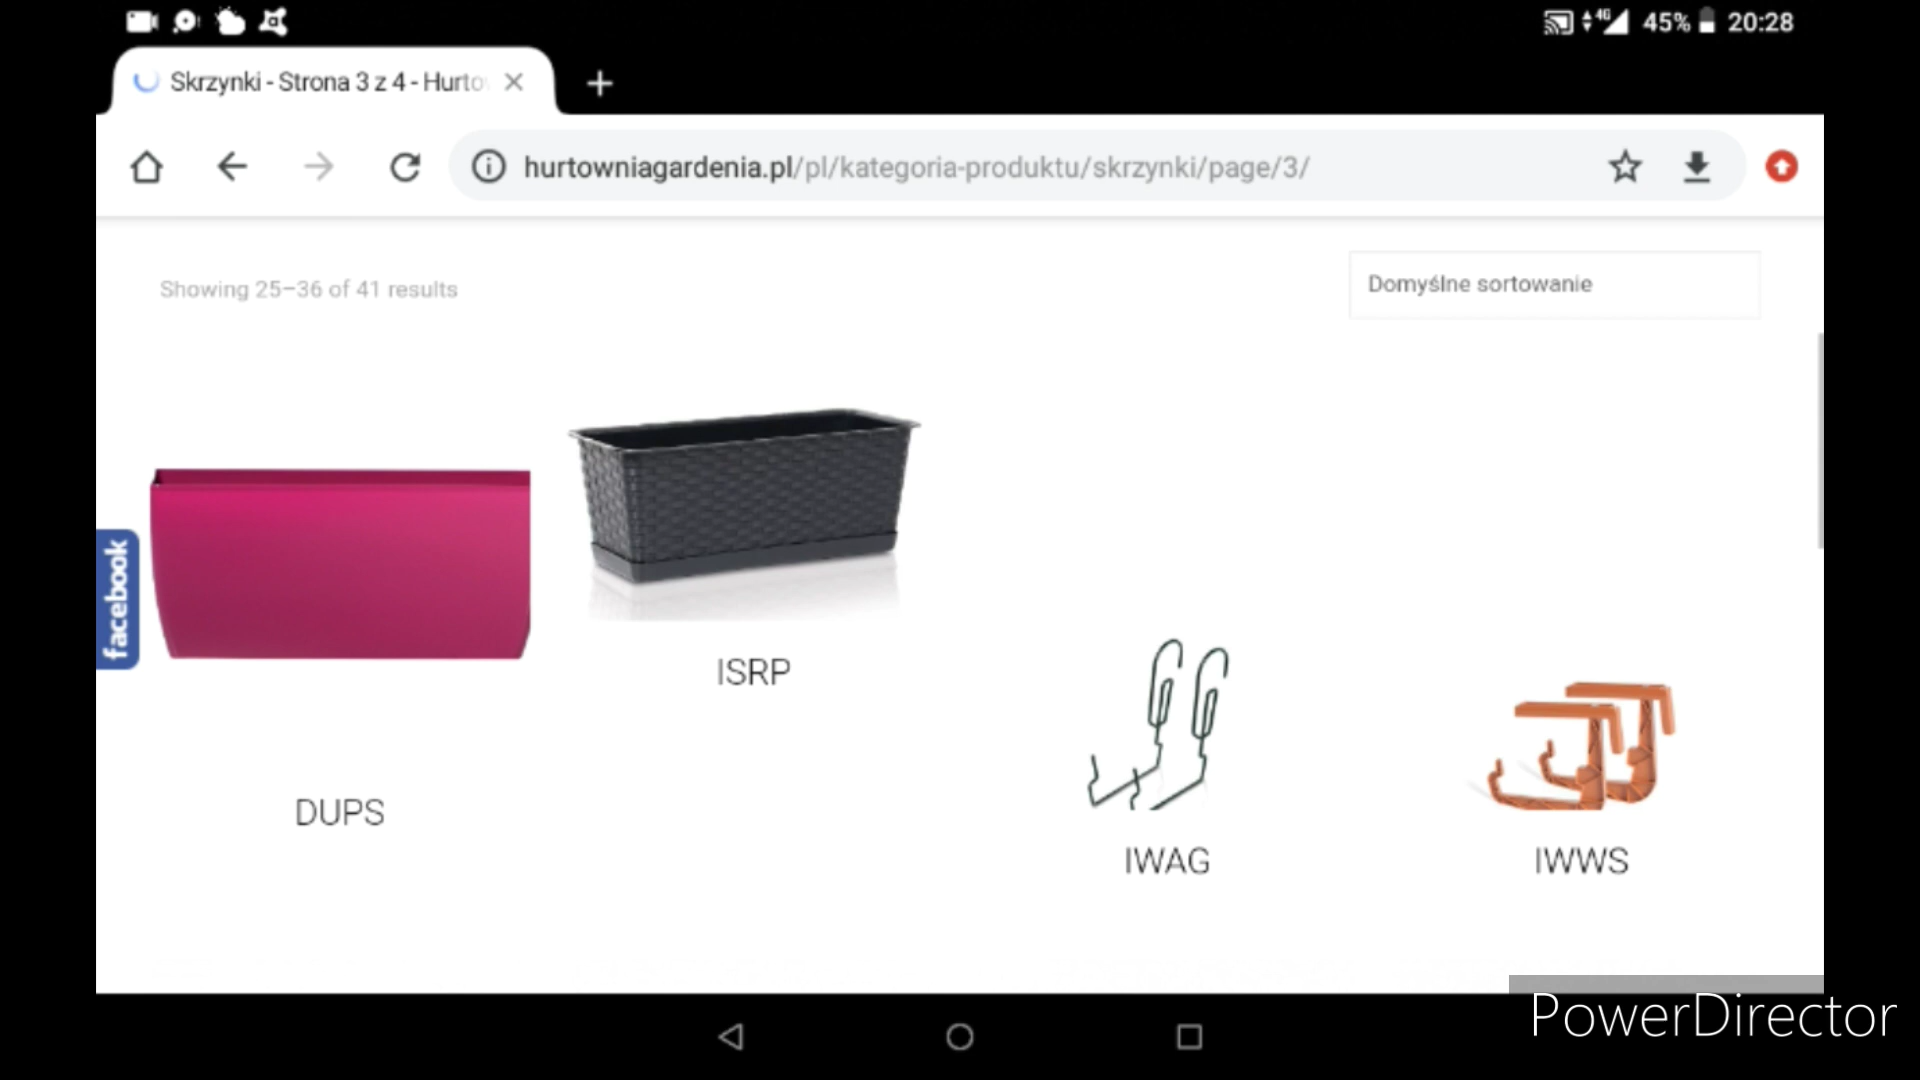 4G 45% 20:28
Skrzynki - Strona 3 z 4 - Hurto
hurtowniagardenia.pl/pl/kategoria-produktu/skrzynki/page/3/
Showing 25–36 of 41 results
Domyślne sortowanie
facebook
ISRP
DUPS
IWAG
IWWS
PowerDirector